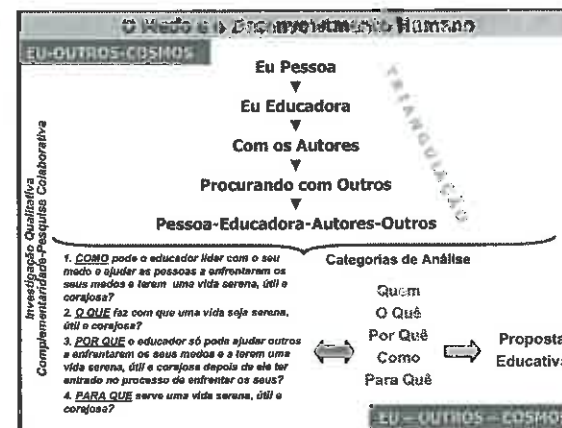 O Medo e o Desenvolvimento Humano
EU-OUTROS-COSMOS
Eu Pessoa
Eu Educadora
Com os Autores
Procurando com Outros
Pessoa-Educadora-Autores-Outros
TRIANGULAÇÃO
Investigação Qualitativa
Complementaridade-Pesquisa Colaborativa
1. COMO pode o educador lidar com o seu
medo e ajudar as pessoas a enfrentarem os
seus medos e terem uma vida serena, útil e
corajosa?
2. O QUE faz com que uma vida seja serena,
útil e corajosa?
3. POR QUE o educador só pode ajudar outros
a enfrentarem os seus medos e a terem uma
vida serena, útil e corajosa depois de ele ter
entrado no processo de enfrentar os seus?
4. PARA QUE serve uma vida serena, útil e
corajosa?
Categorias de Análise
Quem
O Quê
Por Quê
Como
Para Quê
Proposta
Educativa
EU – OUTROS – COSMOS